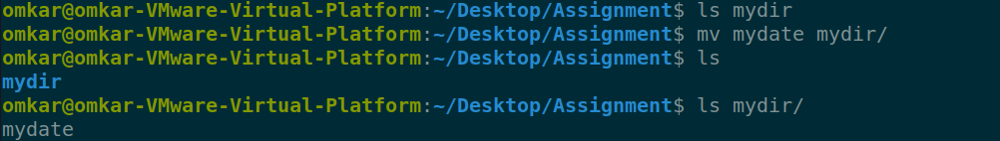 omkar@omkar-VMware-Virtual-Platform:~/Desktop/Assignment$ ls mydir
omkar@omkar-VMware-Virtual-Platform:~/Desktop/Assignment$ mv mydate mydir/
omkar@omkar-VMware-Virtual-Platform:~/Desktop/Assignment$ ls
mydir
omkar@omkar-VMware-Virtual-Platform:~/Desktop/Assignment$ ls mydir/
mydate